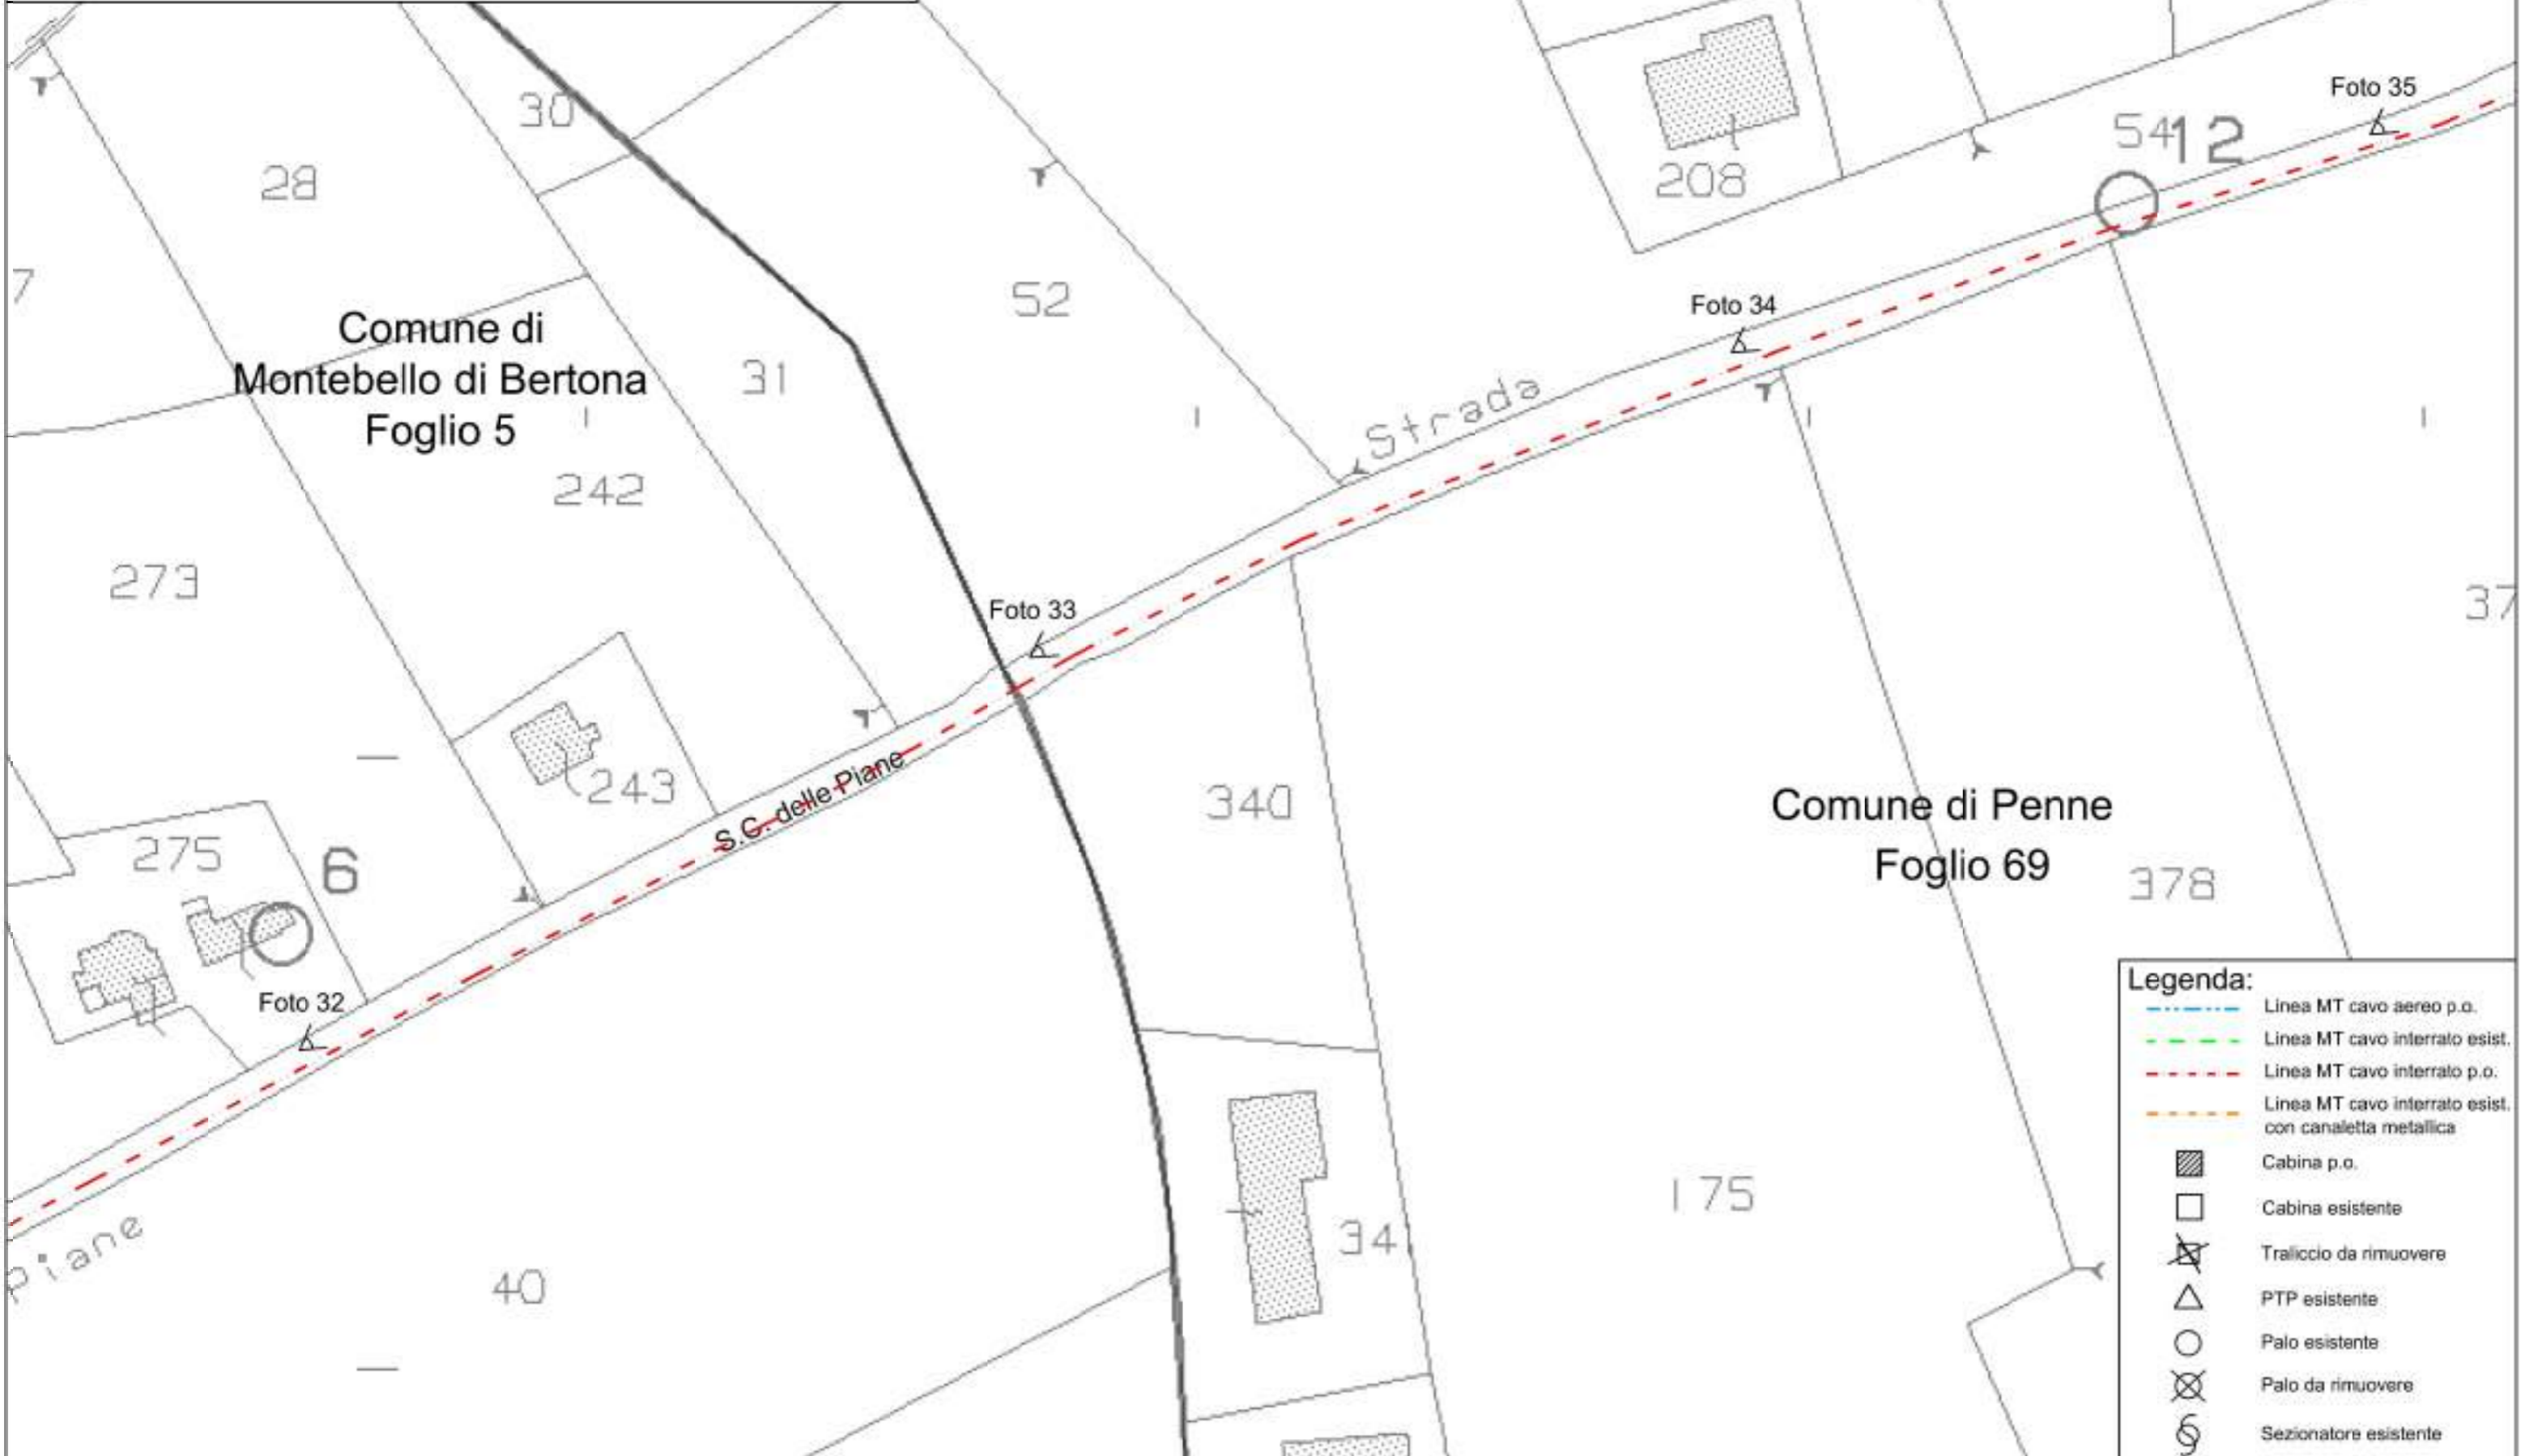 30
28
7
52
208
54
12
Foto 35
Comune di
Montebello di Bertona
Foglio 5
31
Foto 34
Strada
242
273
37
Foto 33
243
S.C. delle Piane
340
Comune di Penne
Foglio 69
378
275
6
Foto 32
Piane
40
34
175
Legenda:
Linea MT cavo aereo p.o.
Linea MT cavo interrato esist.
Linea MT cavo interrato p.o.
Linea MT cavo interrato esist.
con canaletta metallica
Cabina p.o.
Cabina esistente
Traliccio da rimuovere
PTP esistente
Palo esistente
Palo da rimuovere
Sezionatore esistente